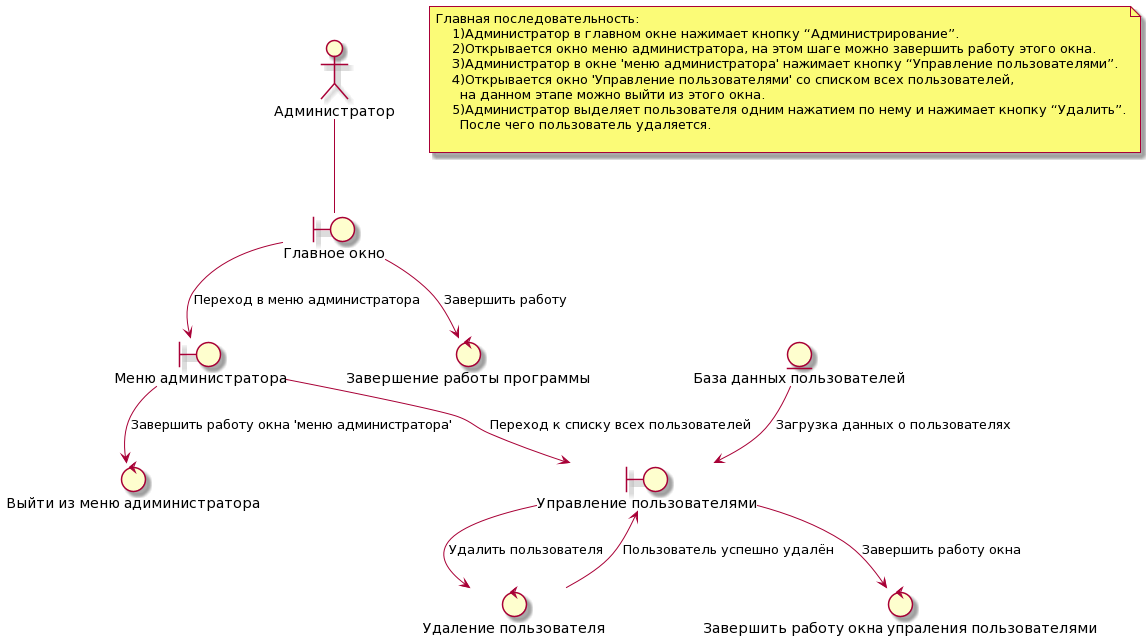 Главная последовательность:
1)Администратор в главном окне нажимает кнопку “Администрирование”.
2)Открывается окно меню администратора, на этом шаге можно завершить работу этого окна.
3)Администратор в окне 'меню администратора' нажимает кнопку “Управление пользователями”.
4)Открывается окно 'Управление пользователями' со списком всех пользователей,
на данном этапе можно выйти из этого окна.
5)Администратор выделяет пользователя одним нажатием по нему и нажимает кнопку “Удалить”.
После чего пользователь удаляется.
Администратор
Главное окно
Переход в меню администратора
Завершить работу
Меню администратора
Завершение работы программы
База данных пользователей
Завершить работу окна 'меню администратора'
Переход к списку всех пользователей
Загрузка данных о пользователях
Выйти из меню адиминистратора
Управление пользователями
Удалить пользователя
Пользователь успешно удалён
Завершить работу окна
Удаление пользователя
Завершить работу окна упраления пользователями